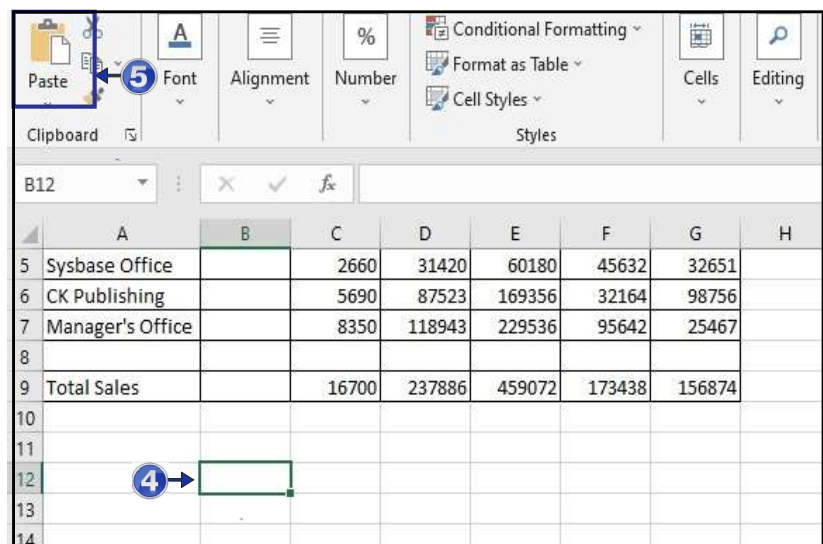 Conditional Formatting
A % Format as Table
Paste 5 Font Alignment Number Cells Editing
Cell Styles
Clipboard Styles
B12 fx
A B C D E F G H
5 Sysbase Office 2660 31420 60180 45632 32651
6 CK Publishing 5690 87523 169356 32164 98756
7 Manager's Office 8350 118943 229536 95642 25467
8
9 Total Sales 16700 237886 459072 173438 156874
10
11
12 4
13
14